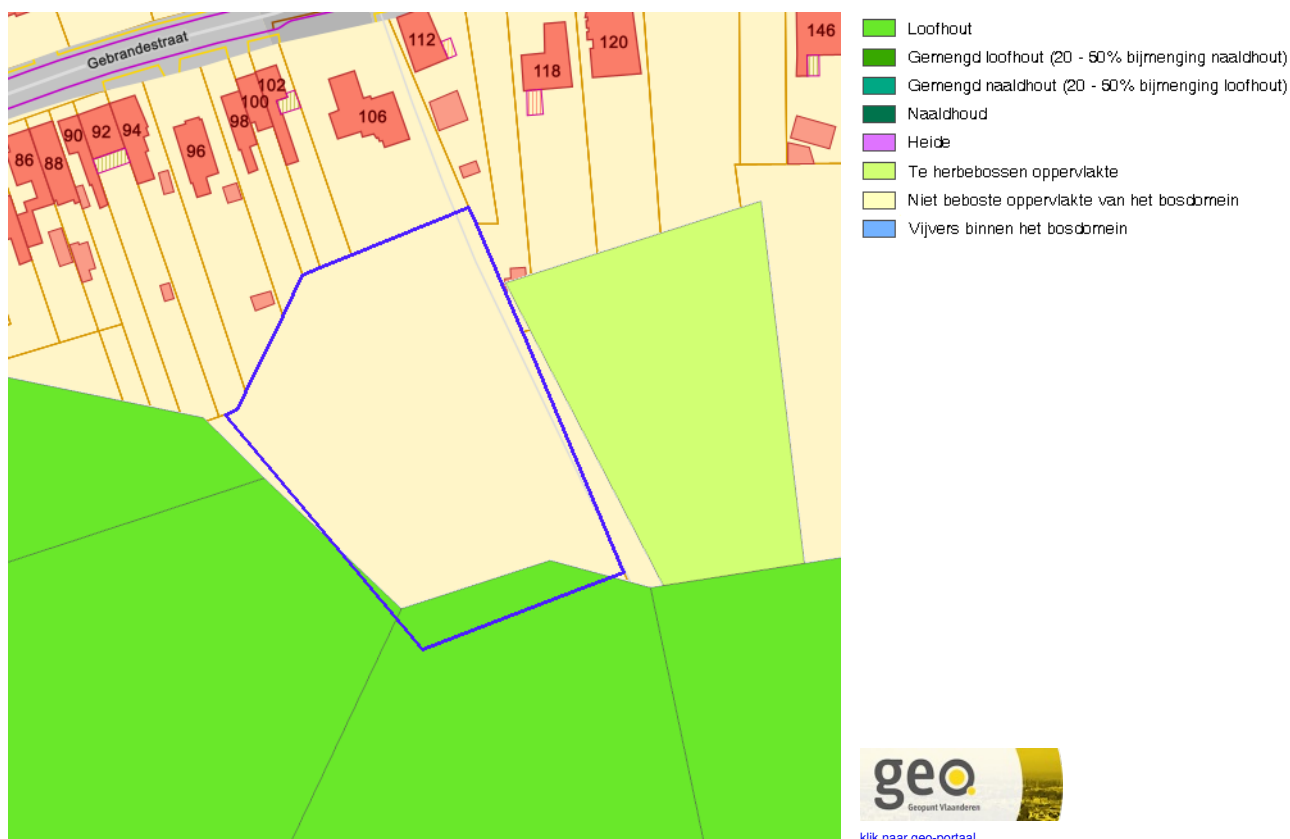 Gebrandestraat
112
118
120
146
102
100
98
106
90
92
94
96
86
88
Loofhout
Gemengd loofhout (20 - 50% bijmenging naaldhout)
Gemengd naaldhout (20 - 50% bijmenging loofhout)
Naaldhoud
Heide
Te herbebossen oppervlakte
Niet beboste oppervlakte van het bosdomein
Vijvers binnen het bosdomein
geo
Geopunt Vlaanderen
klik naar geo-portaal